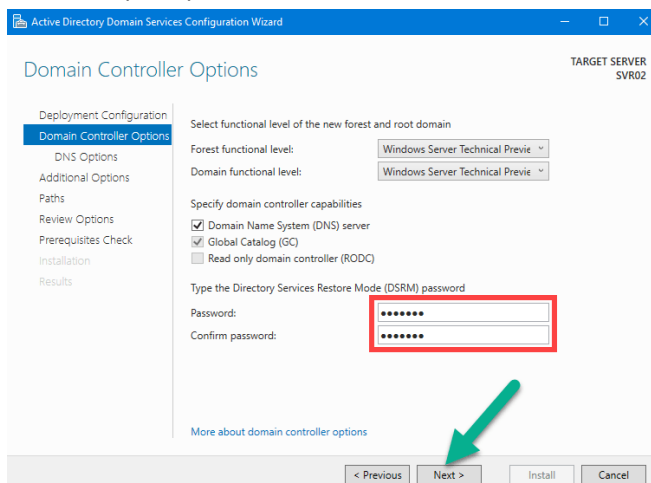 Active Directory Domain Services Configuration Wizard
Domain Controller Options
TARGET SERVER
SVR02
Deployment Configuration
Domain Controller Options
DNS Options
Additional Options
Paths
Review Options
Prerequisites Check
Installation
Results
Select functional level of the new forest and root domain
Forest functional level: Windows Server Technical Previe
Domain functional level: Windows Server Technical Previe
Specify domain controller capabilities
Domain Name System (DNS) server
Global Catalog (GC)
Read only domain controller (RODC)
Type the Directory Services Restore Mode (DSRM) password
Password: •••••••
Confirm password: •••••••
More about domain controller options
< Previous Next > Install Cancel